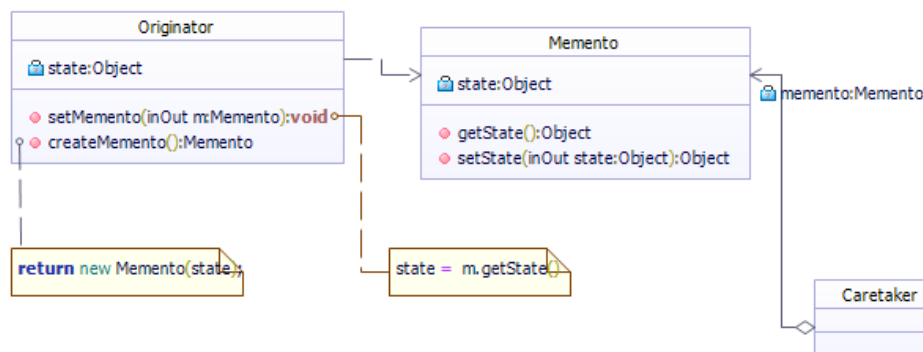 Originator
state:Object
setMemento(inOut m:Memento):void
createMemento():Memento
Memento
state:Object
getState():Object
setState(inOut state:Object):Object
memento:Memento
return new Memento(state);
state = m.getState()
Caretaker